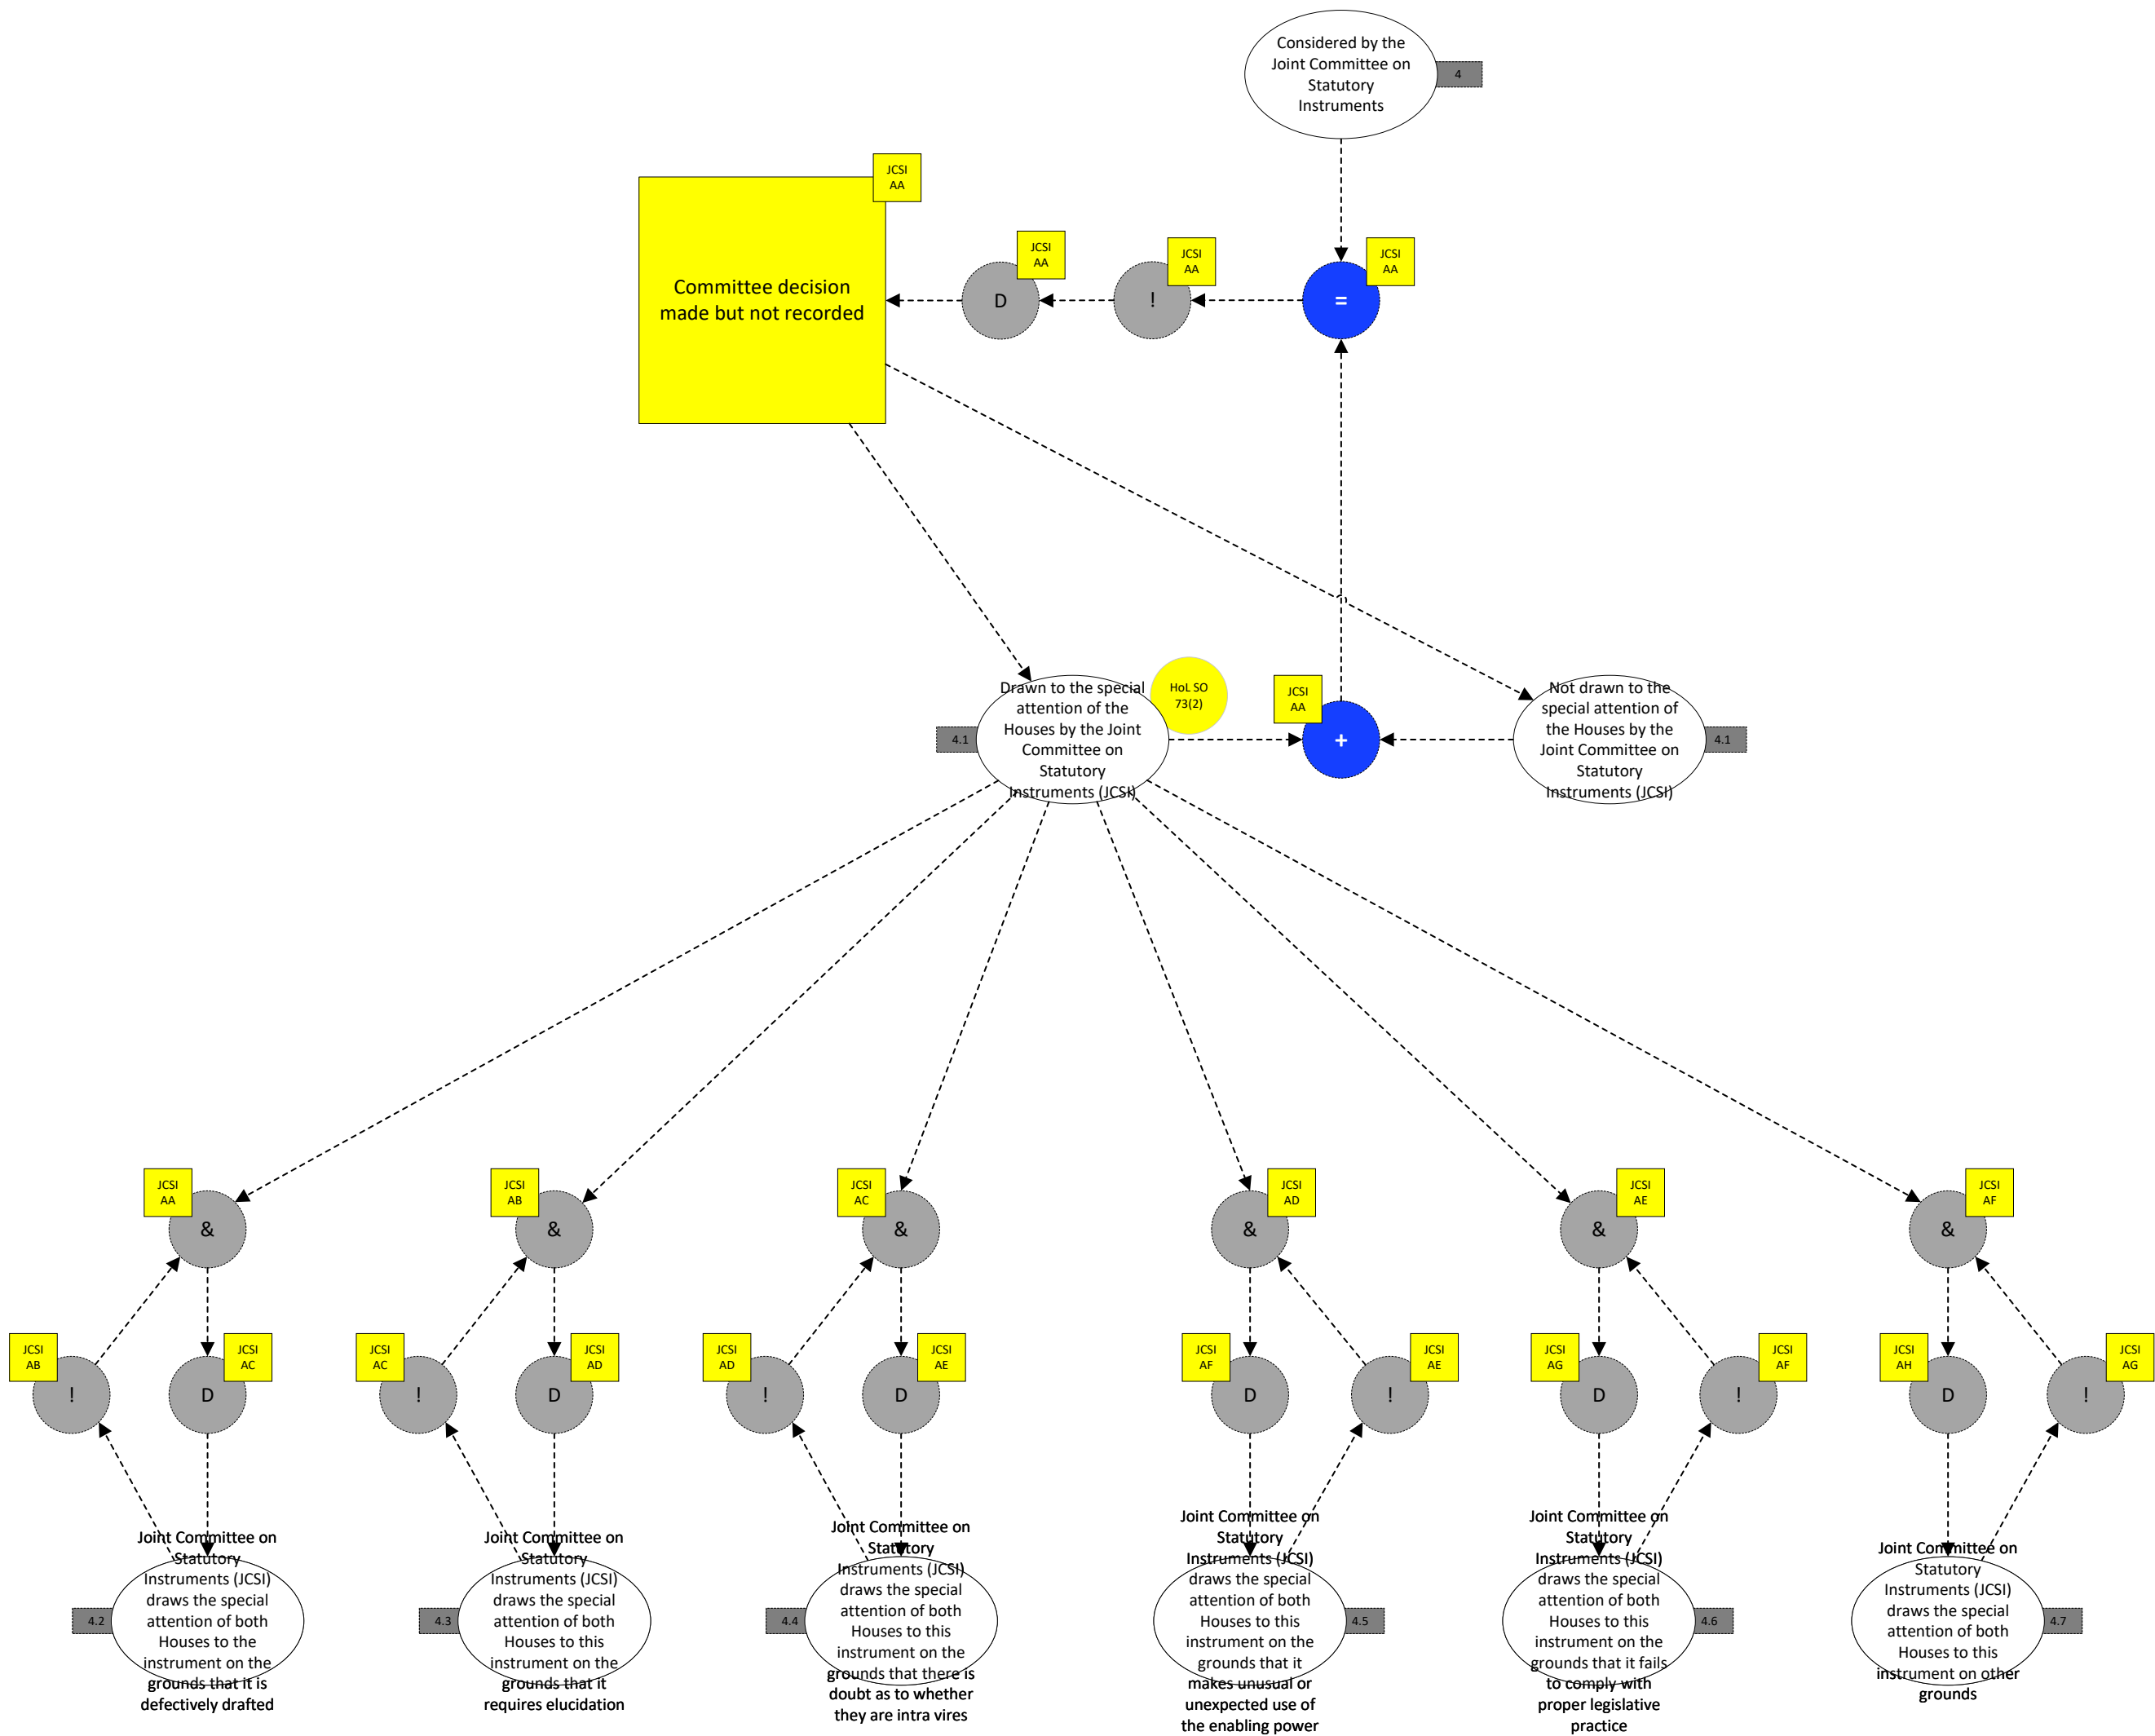 Considered by the
Joint Committee on
Statutory
Instruments
4
JCSI
AA
Committee decision
made but not recorded
JCSI
AA
D
JCSI
AA
!
JCSI
AA
=
Drawn to the special
attention of the
Houses by the Joint
Committee on
Statutory
Instruments (JCSI)
4.1
HoL SO
73(2)
JCSI
AA
+
Not drawn to the
special attention of
the Houses by the
Joint Committee on
Statutory
Instruments (JCSI)
4.1
JCSI
AA
&
JCSI
AB
&
JCSI
AC
&
JCSI
AD
&
JCSI
AE
&
JCSI
AF
&
JCSI
AB
!
JCSI
AC
D
JCSI
AC
!
JCSI
AD
D
JCSI
AD
!
JCSI
AE
D
JCSI
AF
D
JCSI
AE
!
JCSI
AG
D
JCSI
AF
!
JCSI
AH
D
JCSI
AG
!
4.2
Joint Committee on
Statutory
Instruments (JCSI)
draws the special
attention of both
Houses to the
instrument on the
grounds that it is
defectively drafted
4.3
Joint Committee on
Statutory
Instruments (JCSI)
draws the special
attention of both
Houses to this
instrument on the
grounds that it
requires elucidation
4.4
Joint Committee on
Statutory
Instruments (JCSI)
draws the special
attention of both
Houses to this
instrument on the
grounds that there is
doubt as to whether
they are intra vires
Joint Committee on
Statutory
Instruments (JCSI)
draws the special
attention of both
Houses to this
instrument on the
grounds that it
makes unusual or
unexpected use of
the enabling power
4.5
Joint Committee on
Statutory
Instruments (JCSI)
draws the special
attention of both
Houses to this
instrument on the
grounds that it fails
to comply with
proper legislative
practice
4.6
Joint Committee on
Statutory
Instruments (JCSI)
draws the special
attention of both
Houses to this
instrument on other
grounds
4.7